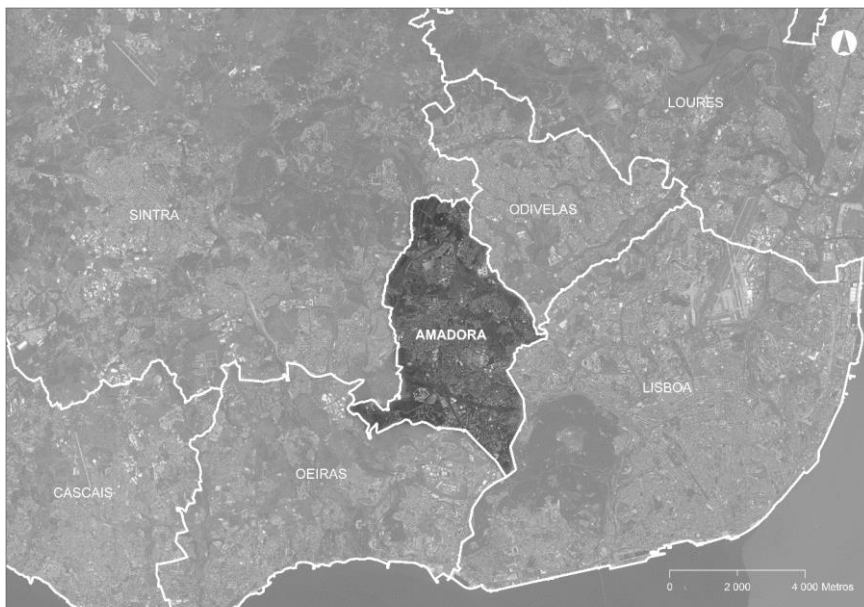 LOURES
SINTRA
ODIVELAS
AMADORA
LISBOA
OEIRAS
CASCAIS
0 2 000 4 000 Metros